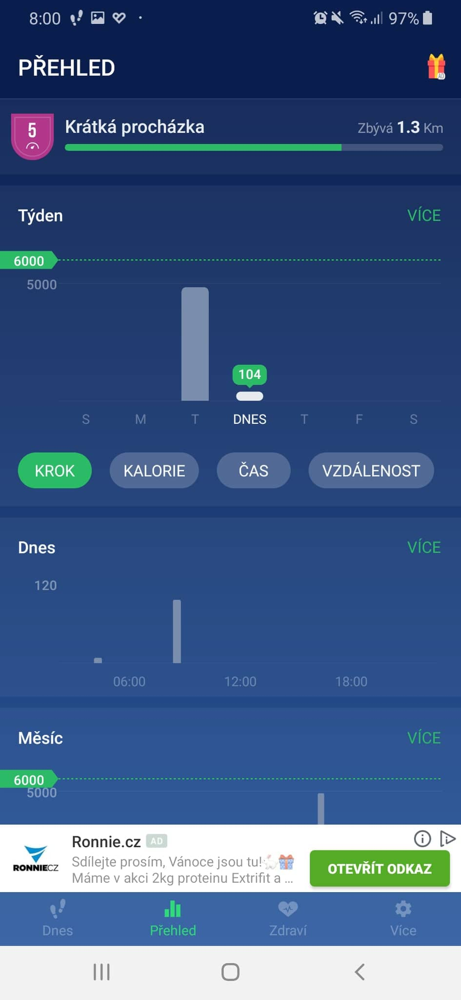 8:00 97%
PŘEHLED
AD
5 Krátká procházka Zbývá 1.3 Km
Týden VÍCE
6000
5000
104
S M T DNES T F S
KROK KALORIE ČAS VZDÁLENOST
Dnes VÍCE
120
06:00 12:00 18:00
Měsíc VÍCE
6000
5000
Ronnie.cz AD
RONNIECZ
Sdílejte prosím, Vánoce jsou tu!🐇🎁
Máme v akci 2kg proteinu Extrifit a ...
OTEVŘÍT ODKAZ
Dnes Přehled Zdraví Více